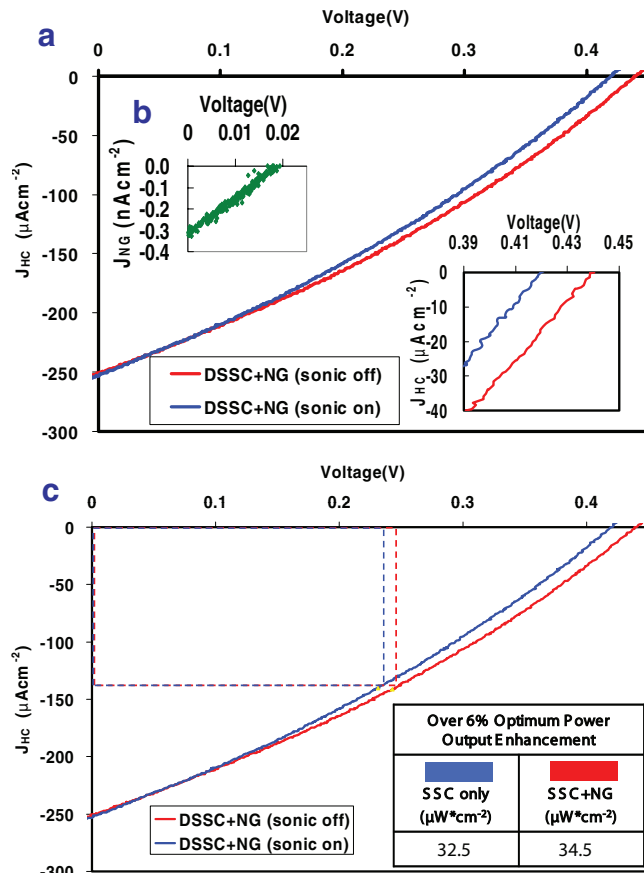 Voltage(V)
a
0 0.1 0.2 0.3 0.4
0
-50
-100
-150
-200
-250
-300
J_HC (µAcm⁻²)
b
Voltage(V)
0 0.01 0.02
0.0
-0.1
-0.2
-0.3
-0.4
J_NG (nAcm⁻²)
Voltage(V)
0.39 0.41 0.43 0.45
0
-10
-20
-30
-40
J_HC (µAcm⁻²)
DSSC+NG (sonic off)
DSSC+NG (sonic on)
c
Voltage(V)
0 0.1 0.2 0.3 0.4
0
-50
-100
-150
-200
-250
-300
J_HC (µAcm⁻²)
DSSC+NG (sonic off)
DSSC+NG (sonic on)
Over 6% Optimum Power
Output Enhancement
SSC only SSC+NG
(µW*cm⁻²) (µW*cm⁻²)
32.5 34.5